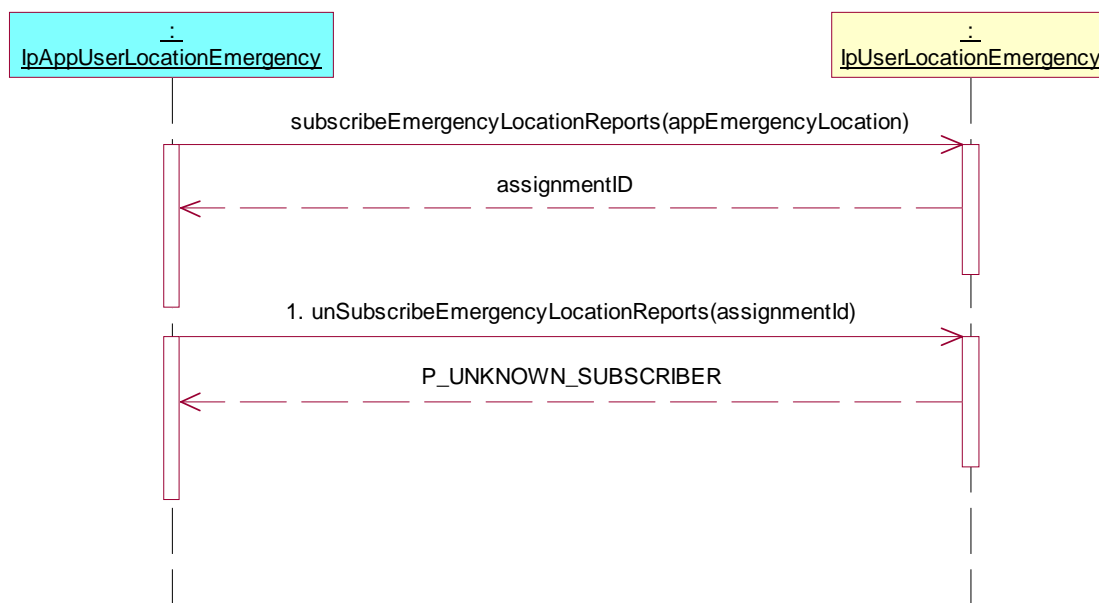 :
IpAppUserLocationEmergency
:
IpUserLocationEmergency
subscribeEmergencyLocationReports(appEmergencyLocation)
assignmentID
1. unSubscribeEmergencyLocationReports(assignmentId)
P_UNKNOWN_SUBSCRIBER